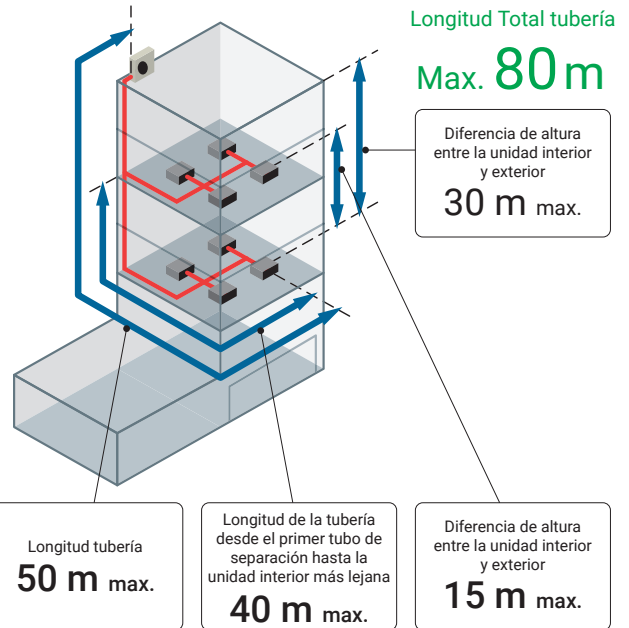 Longitud Total tubería
Max. 80 m
Diferencia de altura
entre la unidad interior
y exterior
30 m max.
Longitud tubería
50 m max.
Longitud de la tubería
desde el primer tubo de
separación hasta la
unidad interior más lejana
40 m max.
Diferencia de altura
entre la unidad interior
y exterior
15 m max.